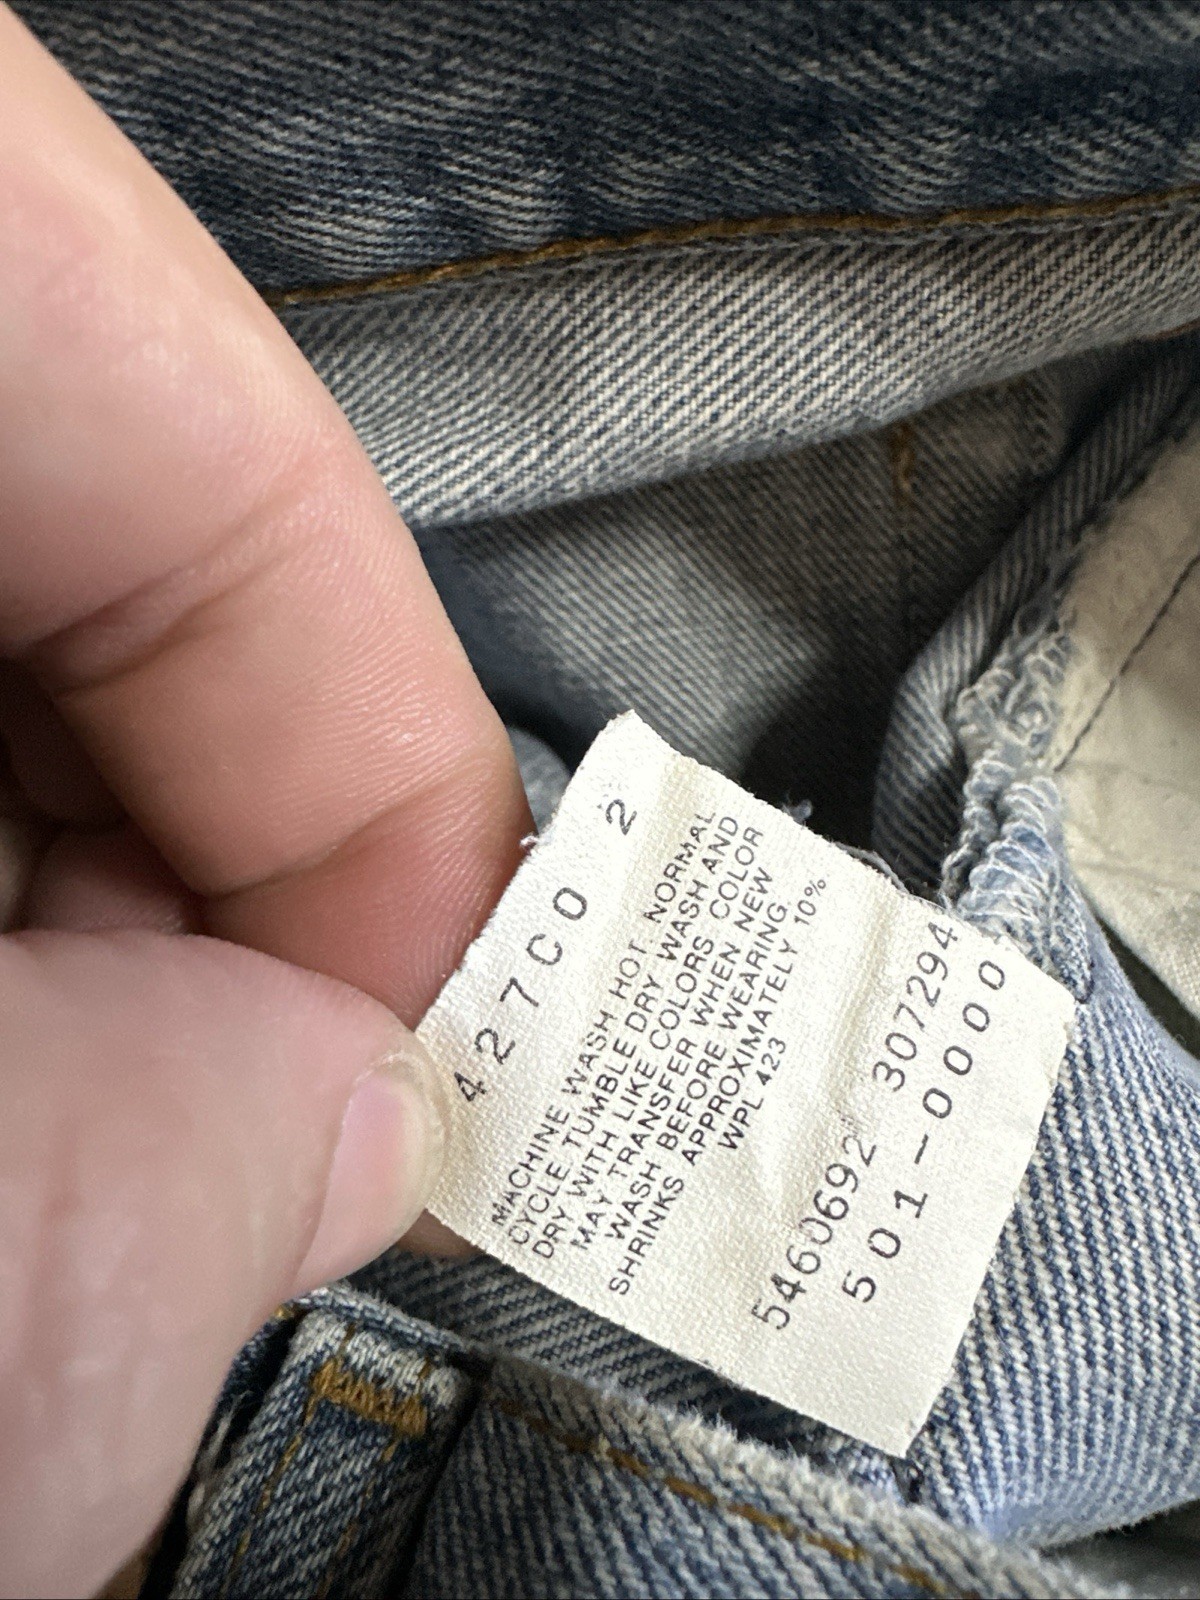 427C0 2
MACHINE WASH HOT. NORMAL
CYCLE. TUMBLE DRY. WASH AND
DRY WITH LIKE COLORS. COLOR
MAY TRANSFER WHEN NEW
WASH BEFORE WEARING.
SHRINKS APPROXIMATELY 10%.
WPL 423
5460692 307294
501-0000